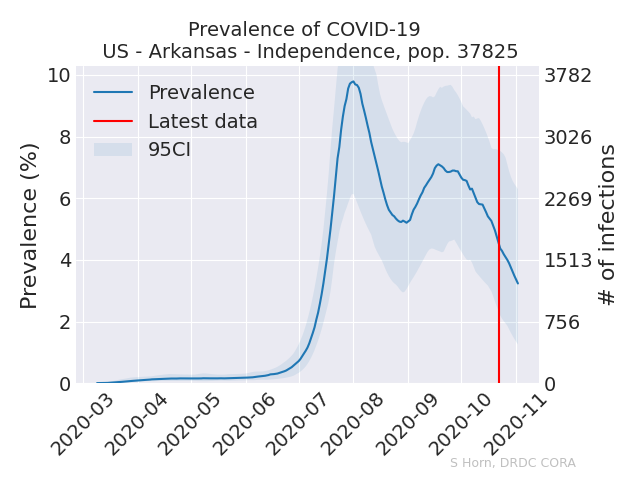 Prevalence of COVID-19
US - Arkansas - Independence, pop. 37825
Prevalence
Latest data
95CI
Prevalence (%)
10
8
6
4
2
0
3782
3026
2269
1513
756
0
# of infections
2020-03
2020-04
2020-05
2020-06
2020-07
2020-08
2020-09
2020-10
2020-11
S Horn, DRDC CORA